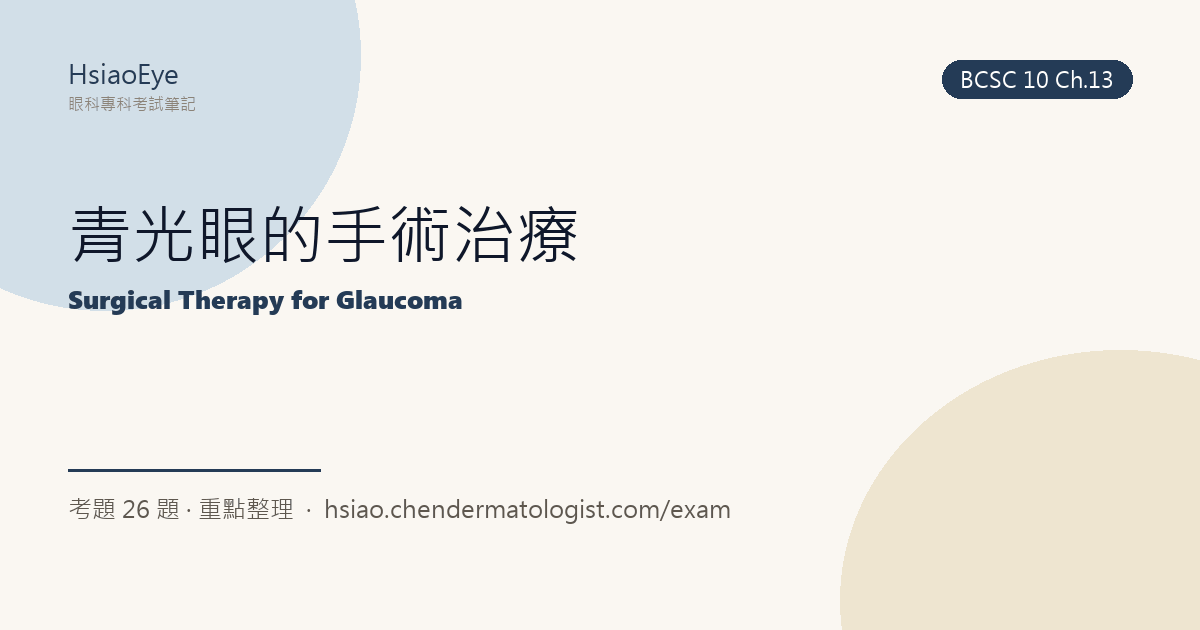 HsiaoEye
眼科專科考試筆記
BCSC 10 Ch.13
青光眼的手術治療
Surgical Therapy for Glaucoma
考題 26 題 · 重點整理 · hsiao.chendermatologist.com/exam